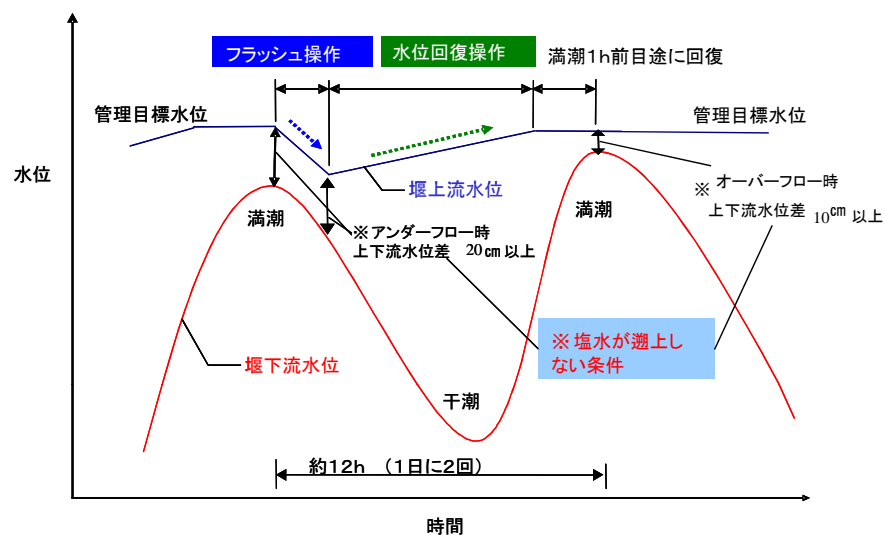 フラッシュ操作
水位回復操作
満潮1h前目途に回復
管理目標水位
管理目標水位
水位
堰上流水位
※オーバーフロー時
上下流水位差 10cm 以上
満潮
満潮
※アンダーフロー時
上下流水位差 20cm 以上
※塩水が遡上し
ない条件
堰下流水位
干潮
約12h (1日に2回)
時間